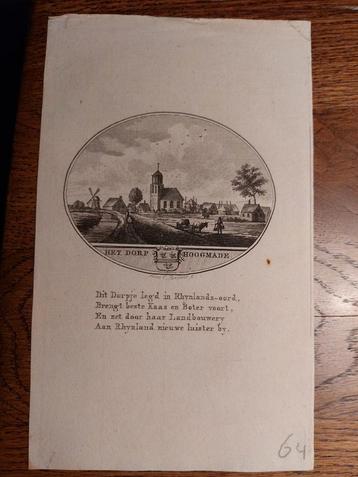 HET DORP HOOGMADE
Dit Dorpje legd in Rhynlands-oord,
Brengt beste Kaas en Boter voort,
En zet door haar Landbouwery
Aan Rhynland nieuwe luister by.
64